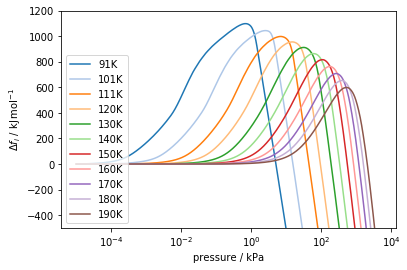 1200
1000
800
600
400
200
0
−200
−400
Δf_i / kJmol⁻¹
91K
101K
111K
120K
130K
140K
150K
160K
170K
180K
190K
10⁻⁴ 10⁻² 10⁰ 10² 10⁴
pressure / kPa